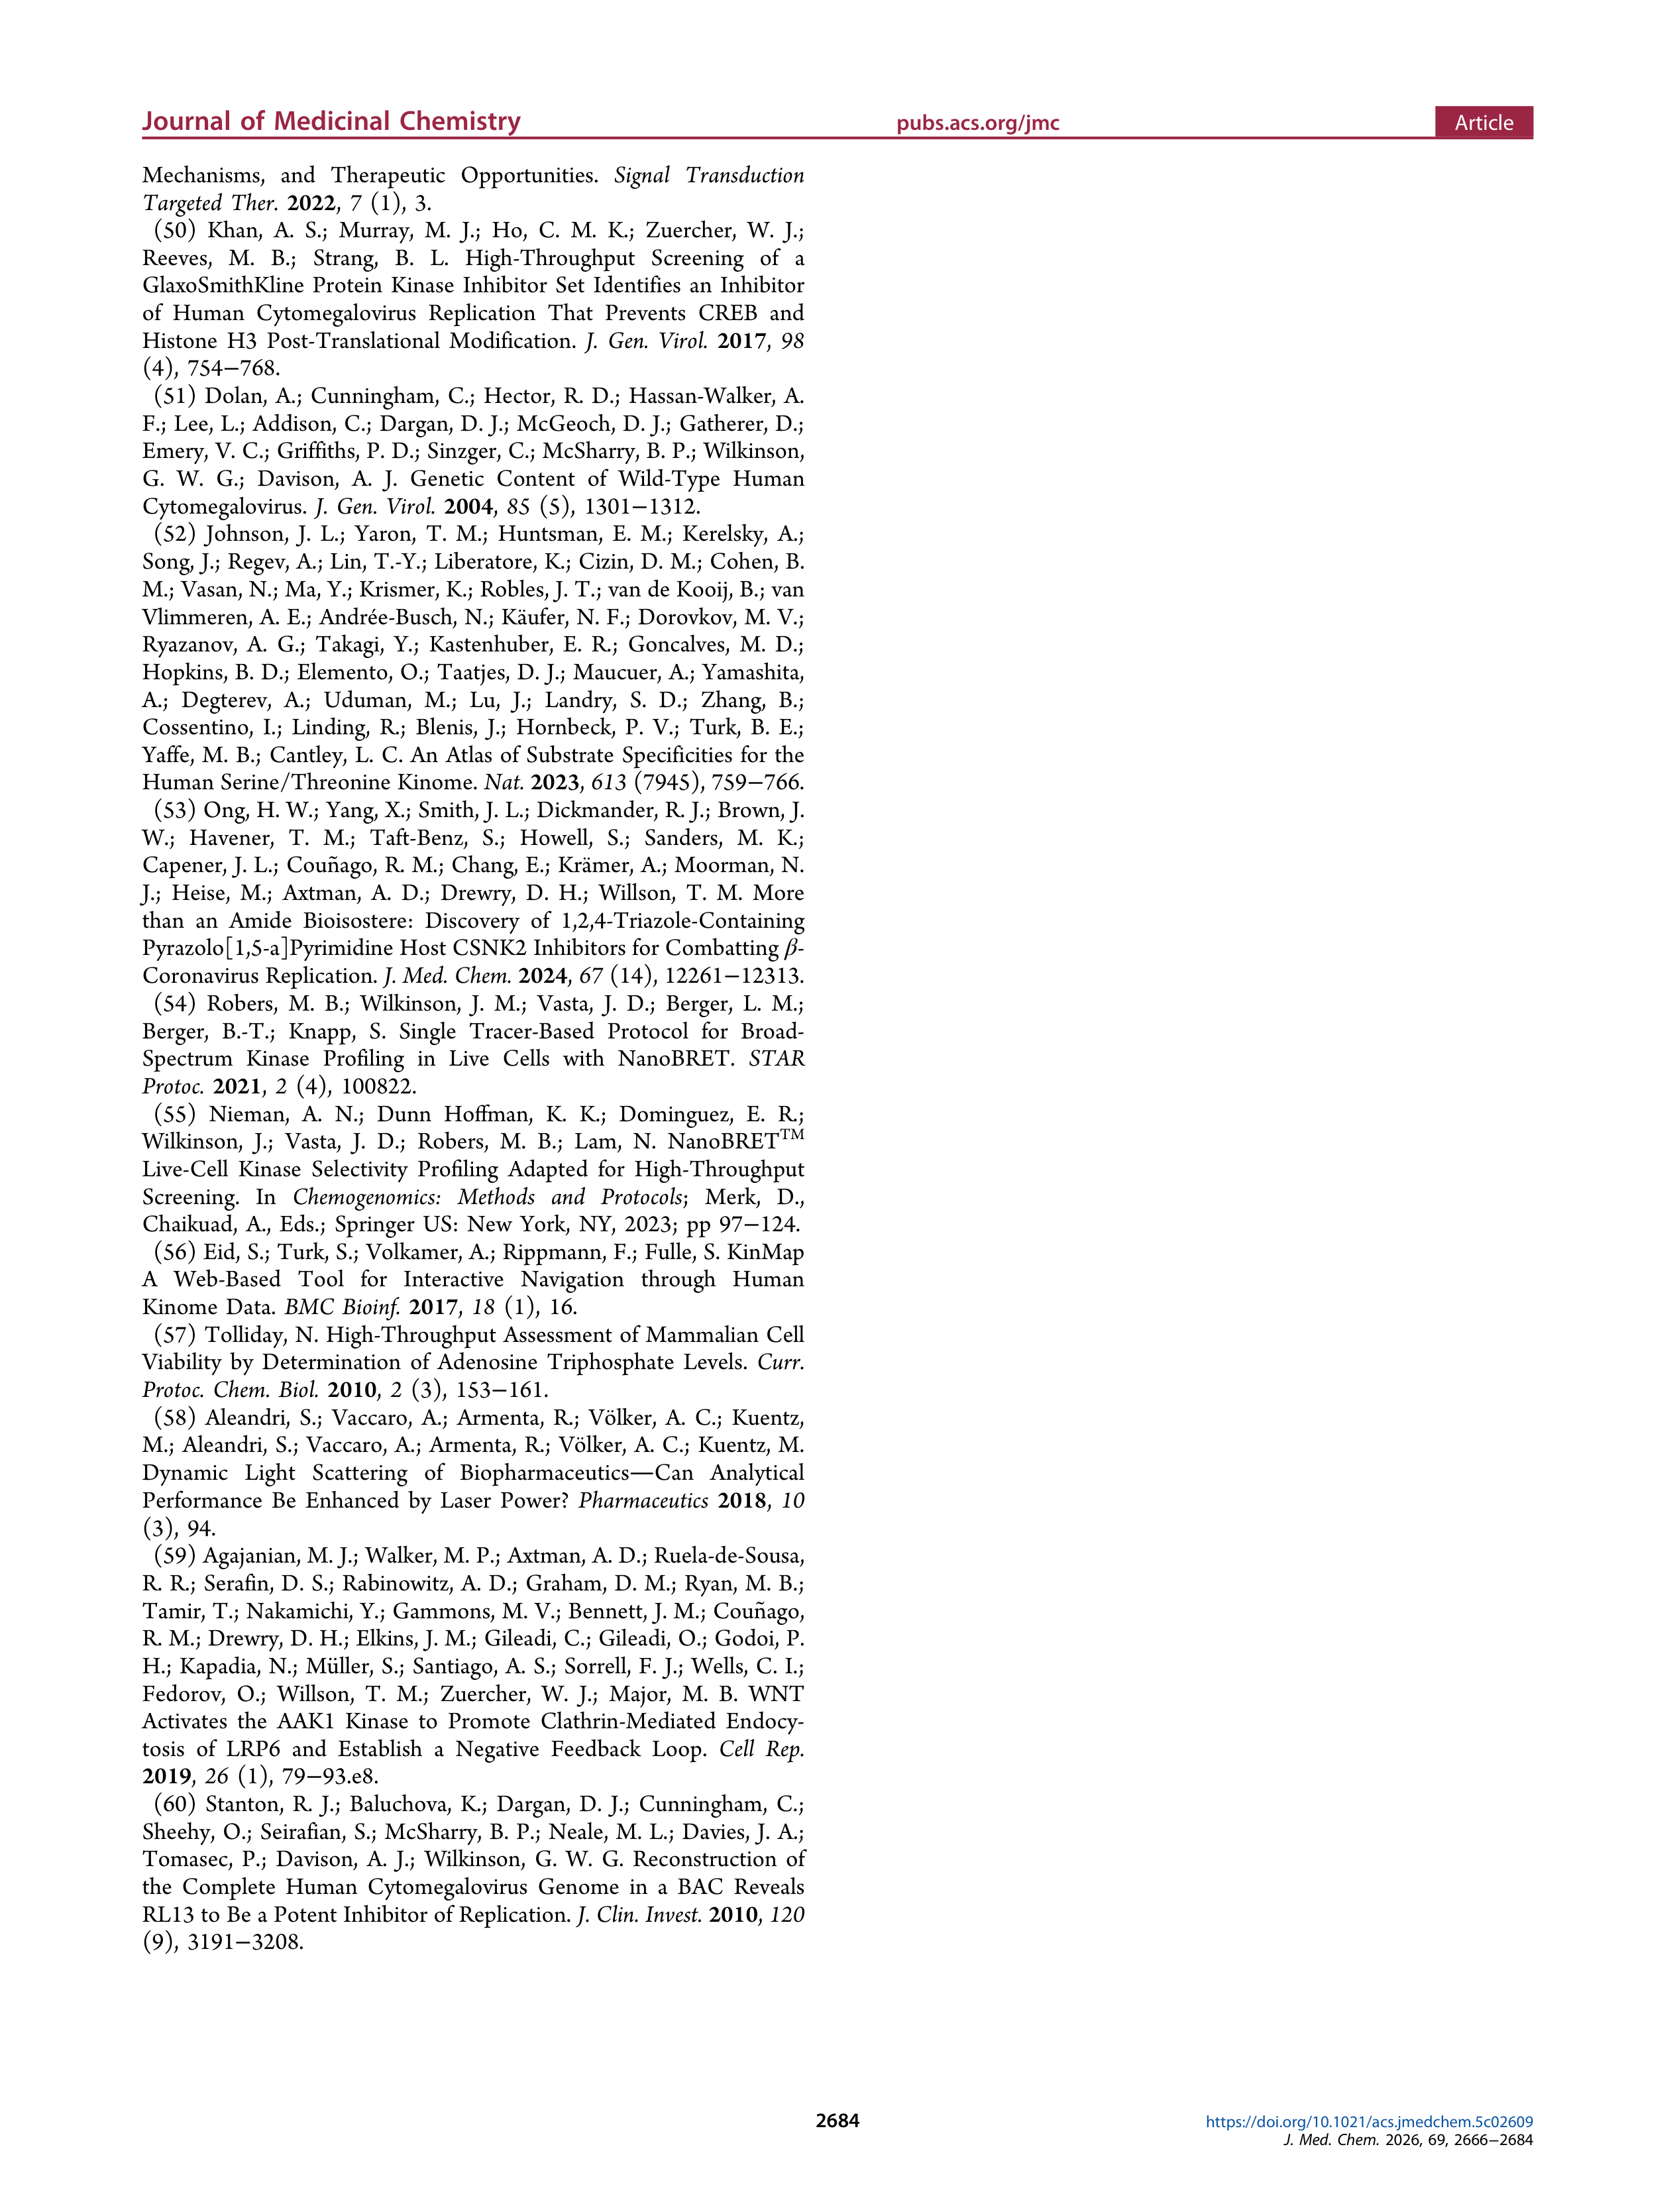 Journal of Medicinal Chemistry
pubs.acs.org/jmc
Article
Mechanisms, and Therapeutic Opportunities. Signal Transduction
Targeted Ther. 2022, 7 (1), 3.
(50) Khan, A. S.; Murray, M. J.; Ho, C. M. K.; Zuercher, W. J.;
Reeves, M. B.; Strang, B. L. High-Throughput Screening of a
GlaxoSmithKline Protein Kinase Inhibitor Set Identifies an Inhibitor
of Human Cytomegalovirus Replication That Prevents CREB and
Histone H3 Post-Translational Modification. J. Gen. Virol. 2017, 98
(4), 754−768.
(51) Dolan, A.; Cunningham, C.; Hector, R. D.; Hassan-Walker, A.
F.; Lee, L.; Addison, C.; Dargan, D. J.; McGeoch, D. J.; Gatherer, D.;
Emery, V. C.; Griffiths, P. D.; Sinzger, C.; McSharry, B. P.; Wilkinson,
G. W. G.; Davison, A. J. Genetic Content of Wild-Type Human
Cytomegalovirus. J. Gen. Virol. 2004, 85 (5), 1301−1312.
(52) Johnson, J. L.; Yaron, T. M.; Huntsman, E. M.; Kerelsky, A.;
Song, J.; Regev, A.; Lin, T.-Y.; Liberatore, K.; Cizin, D. M.; Cohen, B.
M.; Vasan, N.; Ma, Y.; Krismer, K.; Robles, J. T.; van de Kooij, B.; van
Vlimmeren, A. E.; Andrée-Busch, N.; Käufer, N. F.; Dorovkov, M. V.;
Ryazanov, A. G.; Takagi, Y.; Kastenhuber, E. R.; Goncalves, M. D.;
Hopkins, B. D.; Elemento, O.; Taatjes, D. J.; Maucuer, A.; Yamashita,
A.; Degterev, A.; Uduman, M.; Lu, J.; Landry, S. D.; Zhang, B.;
Cossentino, I.; Linding, R.; Blenis, J.; Hornbeck, P. V.; Turk, B. E.;
Yaffe, M. B.; Cantley, L. C. An Atlas of Substrate Specificities for the
Human Serine/Threonine Kinome. Nat. 2023, 613 (7945), 759−766.
(53) Ong, H. W.; Yang, X.; Smith, J. L.; Dickmander, R. J.; Brown, J.
W.; Havener, T. M.; Taft-Benz, S.; Howell, S.; Sanders, M. K.;
Capener, J. L.; Couñago, R. M.; Chang, E.; Krämer, A.; Moorman, N.
J.; Heise, M.; Axtman, A. D.; Drewry, D. H.; Willson, T. M. More
than an Amide Bioisostere: Discovery of 1,2,4-Triazole-Containing
Pyrazolo[1,5-a]Pyrimidine Host CSNK2 Inhibitors for Combatting β-
Coronavirus Replication. J. Med. Chem. 2024, 67 (14), 12261−12313.
(54) Robers, M. B.; Wilkinson, J. M.; Vasta, J. D.; Berger, L. M.;
Berger, B.-T.; Knapp, S. Single Tracer-Based Protocol for Broad-
Spectrum Kinase Profiling in Live Cells with NanoBRET. STAR
Protoc. 2021, 2 (4), 100822.
(55) Nieman, A. N.; Dunn Hoffman, K. K.; Dominguez, E. R.;
Wilkinson, J.; Vasta, J. D.; Robers, M. B.; Lam, N. NanoBRET™
Live-Cell Kinase Selectivity Profiling Adapted for High-Throughput
Screening. In Chemogenomics: Methods and Protocols; Merk, D.,
Chaikuad, A., Eds.; Springer US: New York, NY, 2023; pp 97−124.
(56) Eid, S.; Turk, S.; Volkamer, A.; Rippmann, F.; Fulle, S. KinMap
A Web-Based Tool for Interactive Navigation through Human
Kinome Data. BMC Bioinf. 2017, 18 (1), 16.
(57) Tolliday, N. High-Throughput Assessment of Mammalian Cell
Viability by Determination of Adenosine Triphosphate Levels. Curr.
Protoc. Chem. Biol. 2010, 2 (3), 153−161.
(58) Aleandri, S.; Vaccaro, A.; Armenta, R.; Völker, A. C.; Kuentz,
M.; Aleandri, S.; Vaccaro, A.; Armenta, R.; Völker, A. C.; Kuentz, M.
Dynamic Light Scattering of Biopharmaceutics—Can Analytical
Performance Be Enhanced by Laser Power? Pharmaceutics 2018, 10
(3), 94.
(59) Agajanian, M. J.; Walker, M. P.; Axtman, A. D.; Ruela-de-Sousa,
R. R.; Serafin, D. S.; Rabinowitz, A. D.; Graham, D. M.; Ryan, M. B.;
Tamir, T.; Nakamichi, Y.; Gammons, M. V.; Bennett, J. M.; Couñago,
R. M.; Drewry, D. H.; Elkins, J. M.; Gileadi, C.; Gileadi, O.; Godoi, P.
H.; Kapadia, N.; Müller, S.; Santiago, A. S.; Sorrell, F. J.; Wells, C. I.;
Fedorov, O.; Willson, T. M.; Zuercher, W. J.; Major, M. B. WNT
Activates the AAK1 Kinase to Promote Clathrin-Mediated Endocy-
tosis of LRP6 and Establish a Negative Feedback Loop. Cell Rep.
2019, 26 (1), 79−93.e8.
(60) Stanton, R. J.; Baluchova, K.; Dargan, D. J.; Cunningham, C.;
Sheehy, O.; Seirafian, S.; McSharry, B. P.; Neale, M. L.; Davies, J. A.;
Tomasec, P.; Davison, A. J.; Wilkinson, G. W. G. Reconstruction of
the Complete Human Cytomegalovirus Genome in a BAC Reveals
RL13 to Be a Potent Inhibitor of Replication. J. Clin. Invest. 2010, 120
(9), 3191−3208.
2684
https://doi.org/10.1021/acs.jmedchem.5c02609
J. Med. Chem. 2026, 69, 2666−2684